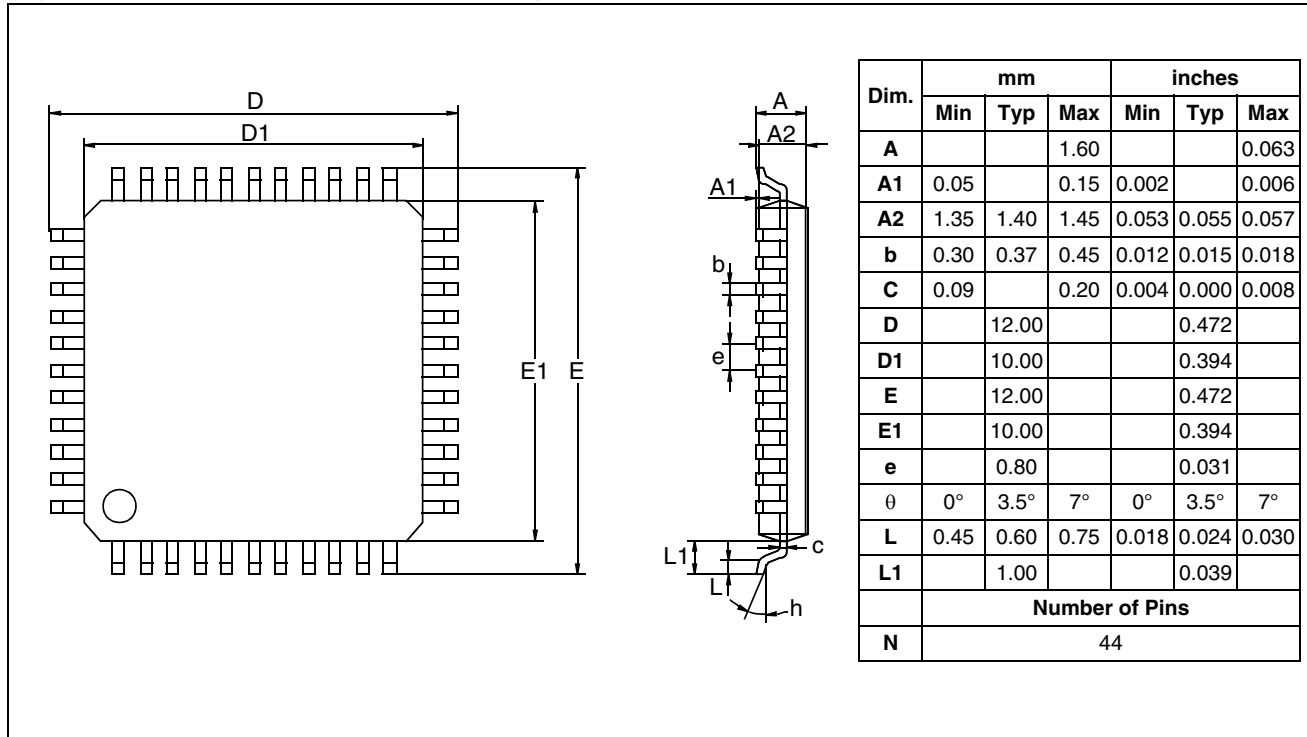 D
D1
E1
E
A
A2
A1
b
e
L1
L
c
h
Dim. mm inches
Min Typ Max Min Typ Max
A 1.60 0.063
A1 0.05 0.15 0.002 0.006
A2 1.35 1.40 1.45 0.053 0.055 0.057
b 0.30 0.37 0.45 0.012 0.015 0.018
C 0.09 0.20 0.004 0.000 0.008
D 12.00 0.472
D1 10.00 0.394
E 12.00 0.472
E1 10.00 0.394
e 0.80 0.031
θ 0° 3.5° 7° 0° 3.5° 7°
L 0.45 0.60 0.75 0.018 0.024 0.030
L1 1.00 0.039
Number of Pins
N 44